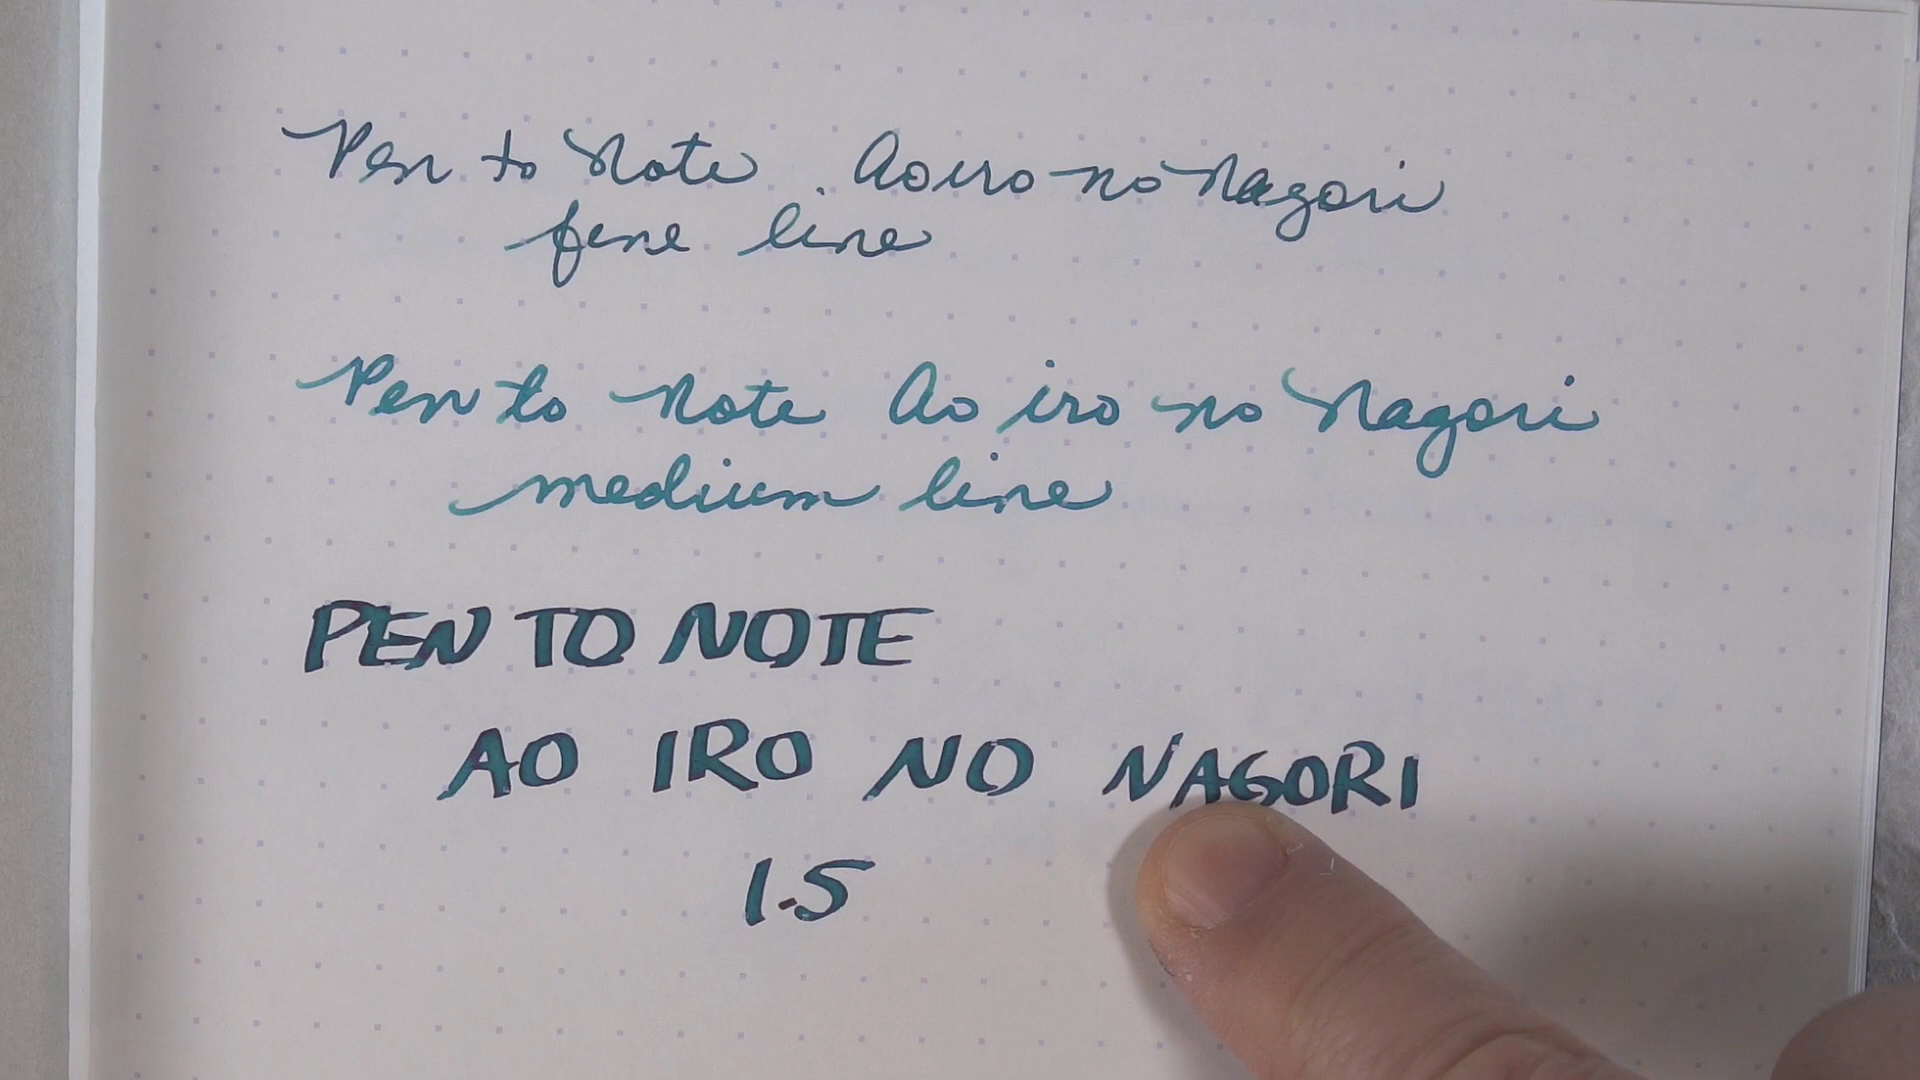 Pen to Note . Aoiro no Nagori
fine line
Pen to Note Ao iro no Nagori
medium line
PEN TO NOTE
AO IRO NO NAGORI
1.5